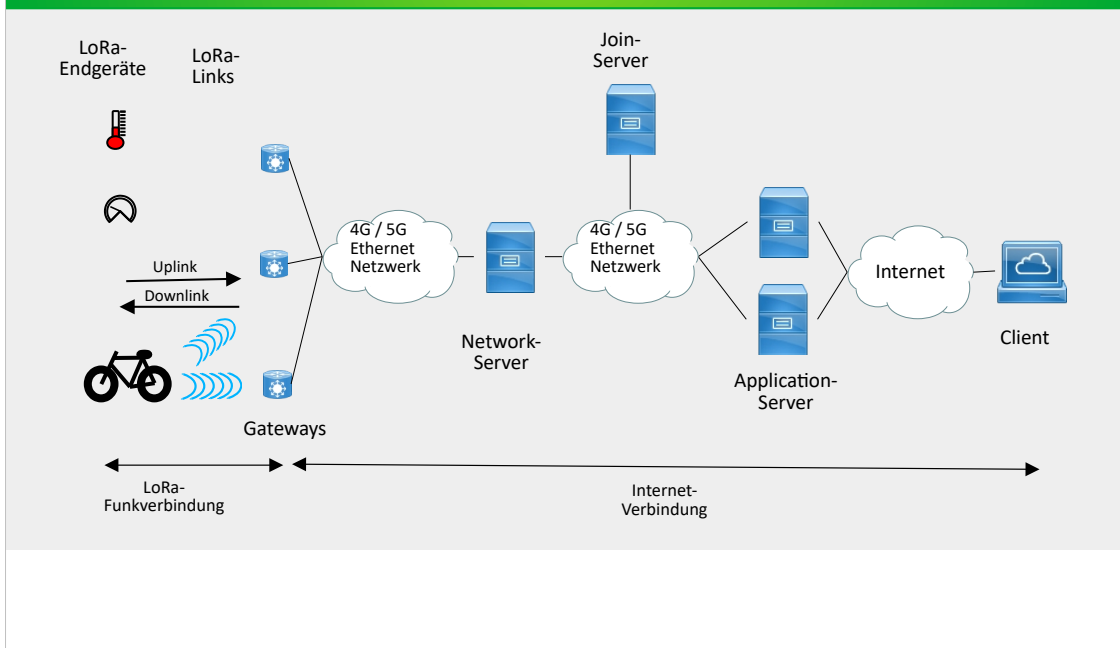 LoRa-
Endgeräte
LoRa-
Links
Join-
Server
4G / 5G
Ethernet
Netzwerk
4G / 5G
Ethernet
Netzwerk
Internet
Uplink
Downlink
Network-
Server
Client
Application-
Server
Gateways
LoRa-
Funkverbindung
Internet-
Verbindung